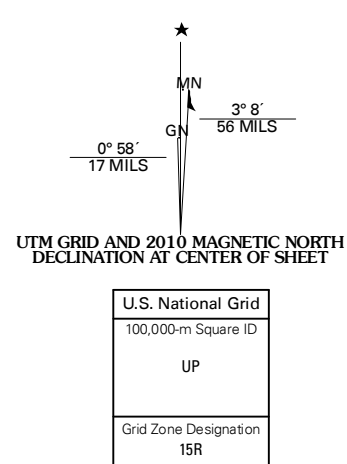 ★
MN
GN
3° 8´
56 MILS
0° 58´
17 MILS
UTM GRID AND 2010 MAGNETIC NORTH
DECLINATION AT CENTER OF SHEET
U.S. National Grid
100,000-m Square ID
UP
Grid Zone Designation
15R